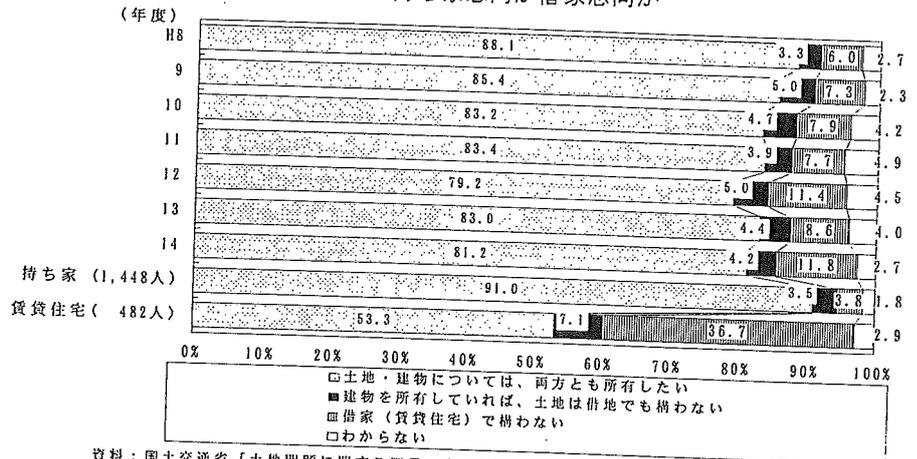 (年度)
H8 88.1 3.3 6.0 2.7
9 85.4 5.0 7.3 2.3
10 83.2 4.7 7.9 4.2
11 83.4 3.9 7.7 4.9
12 79.2 5.0 11.4 4.5
13 83.0 4.4 8.6 4.0
14 81.2 4.2 11.8 2.7
持ち家 (1,448人) 91.0 3.5 3.8 1.8
賃貸住宅( 482人) 53.3 7.1 36.7 2.9
0% 10% 20% 30% 40% 50% 60% 70% 80% 90% 100%
土地・建物については、両方とも所有したい
建物を所有していれば、土地は借地でも構わない
借家(賃貸住宅)で構わない
わからない
資料:国土交通省「土地問題に